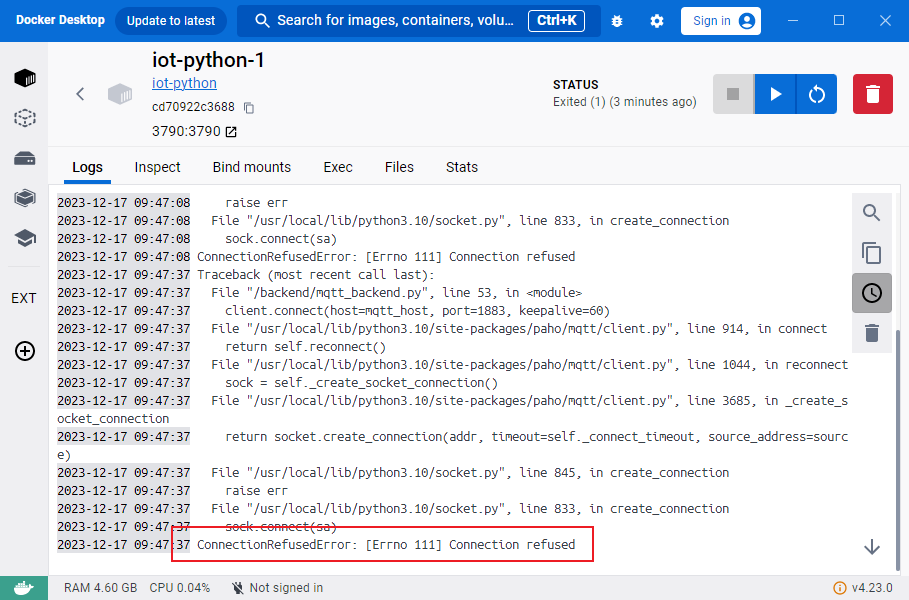 Docker Desktop
Update to latest
Search for images, containers, volu...
Ctrl+K
Sign in
iot-python-1
iot-python
cd70922c3688
3790:3790
STATUS
Exited (1) (3 minutes ago)
Logs
Inspect
Bind mounts
Exec
Files
Stats
EXT
2023-12-17 09:47:08     raise err
2023-12-17 09:47:08   File "/usr/local/lib/python3.10/socket.py", line 833, in create_connection
2023-12-17 09:47:08     sock.connect(sa)
2023-12-17 09:47:08 ConnectionRefusedError: [Errno 111] Connection refused
2023-12-17 09:47:37 Traceback (most recent call last):
2023-12-17 09:47:37   File "/backend/mqtt_backend.py", line 53, in <module>
2023-12-17 09:47:37     client.connect(host=mqtt_host, port=1883, keepalive=60)
2023-12-17 09:47:37   File "/usr/local/lib/python3.10/site-packages/paho/mqtt/client.py", line 914, in connect
2023-12-17 09:47:37     return self.reconnect()
2023-12-17 09:47:37   File "/usr/local/lib/python3.10/site-packages/paho/mqtt/client.py", line 1044, in reconnect
2023-12-17 09:47:37     sock = self._create_socket_connection()
2023-12-17 09:47:37   File "/usr/local/lib/python3.10/site-packages/paho/mqtt/client.py", line 3685, in _create_s
ocket_connection
2023-12-17 09:47:37     return socket.create_connection(addr, timeout=self._connect_timeout, source_address=sourc
e)
2023-12-17 09:47:37   File "/usr/local/lib/python3.10/socket.py", line 845, in create_connection
2023-12-17 09:47:37     raise err
2023-12-17 09:47:37   File "/usr/local/lib/python3.10/socket.py", line 833, in create_connection
2023-12-17 09:47:37     sock.connect(sa)
2023-12-17 09:47:37 ConnectionRefusedError: [Errno 111] Connection refused
RAM 4.60 GB
CPU 0.04%
Not signed in
v4.23.0